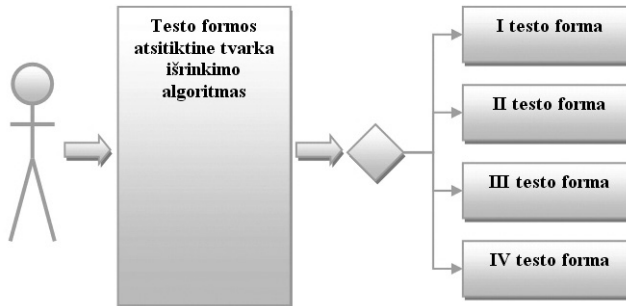 Testo formos
atsitiktine tvarka
išrinkimo
algoritmas
I testo forma
II testo forma
III testo forma
IV testo forma